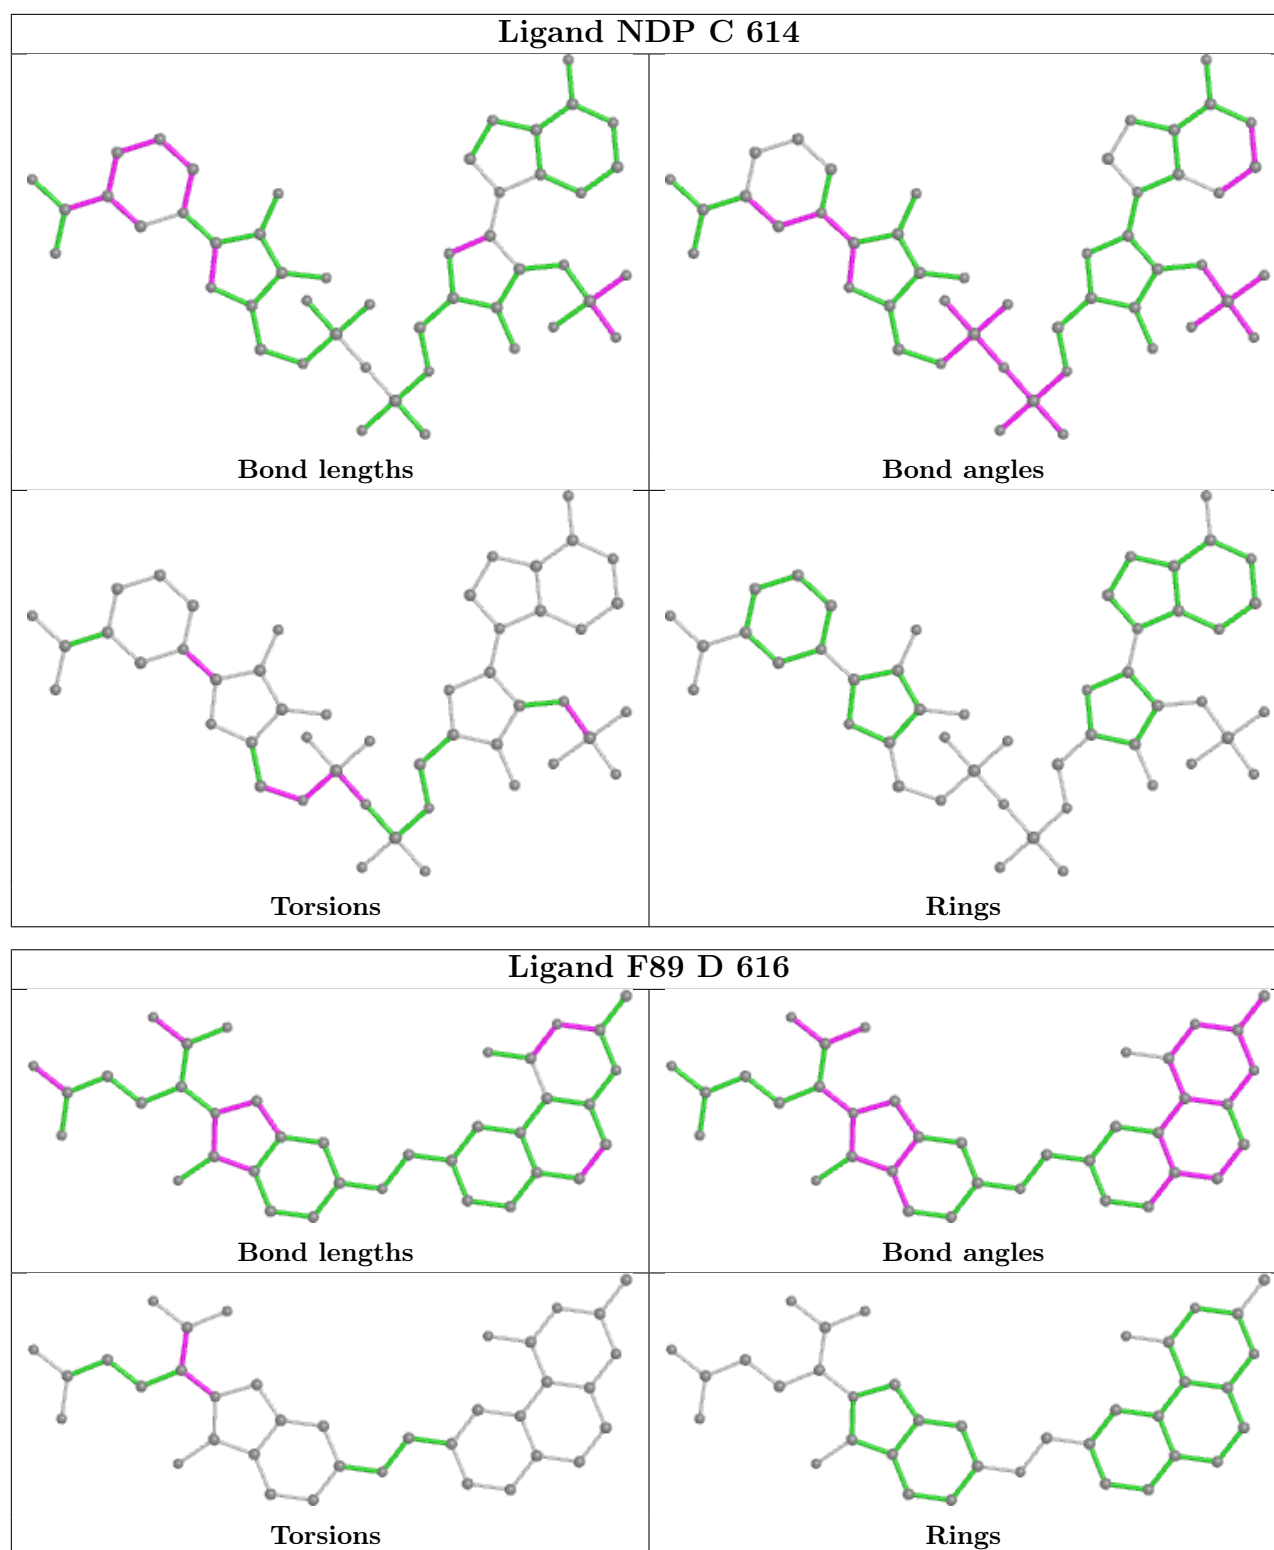 Ligand NDP C 614
Bond lengths
Bond angles
Torsions
Rings
Ligand F89 D 616
Bond lengths
Bond angles
Torsions
Rings